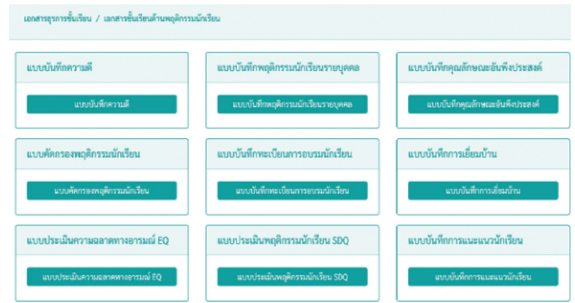 เอกสารธุรการชั้นเรียน / เอกสารชั้นเรียนด้านพฤติกรรมนักเรียน
แบบบันทึกความดี
แบบบันทึกความดี
แบบบันทึกพฤติกรรมนักเรียนรายบุคคล
แบบบันทึกพฤติกรรมนักเรียนรายบุคคล
แบบบันทึกคุณลักษณะอันพึงประสงค์
แบบบันทึกคุณลักษณะอันพึงประสงค์
แบบคัดกรองพฤติกรรมนักเรียน
แบบคัดกรองพฤติกรรมนักเรียน
แบบบันทึกทะเบียนการอบรมนักเรียน
แบบบันทึกทะเบียนการอบรมนักเรียน
แบบบันทึกการเยี่ยมบ้าน
แบบบันทึกการเยี่ยมบ้าน
แบบประเมินความฉลาดทางอารมณ์ EQ
แบบประเมินความฉลาดทางอารมณ์ EQ
แบบประเมินพฤติกรรมนักเรียน SDQ
แบบประเมินพฤติกรรมนักเรียน SDQ
แบบบันทึกการแนะแนวนักเรียน
แบบบันทึกการแนะแนวนักเรียน